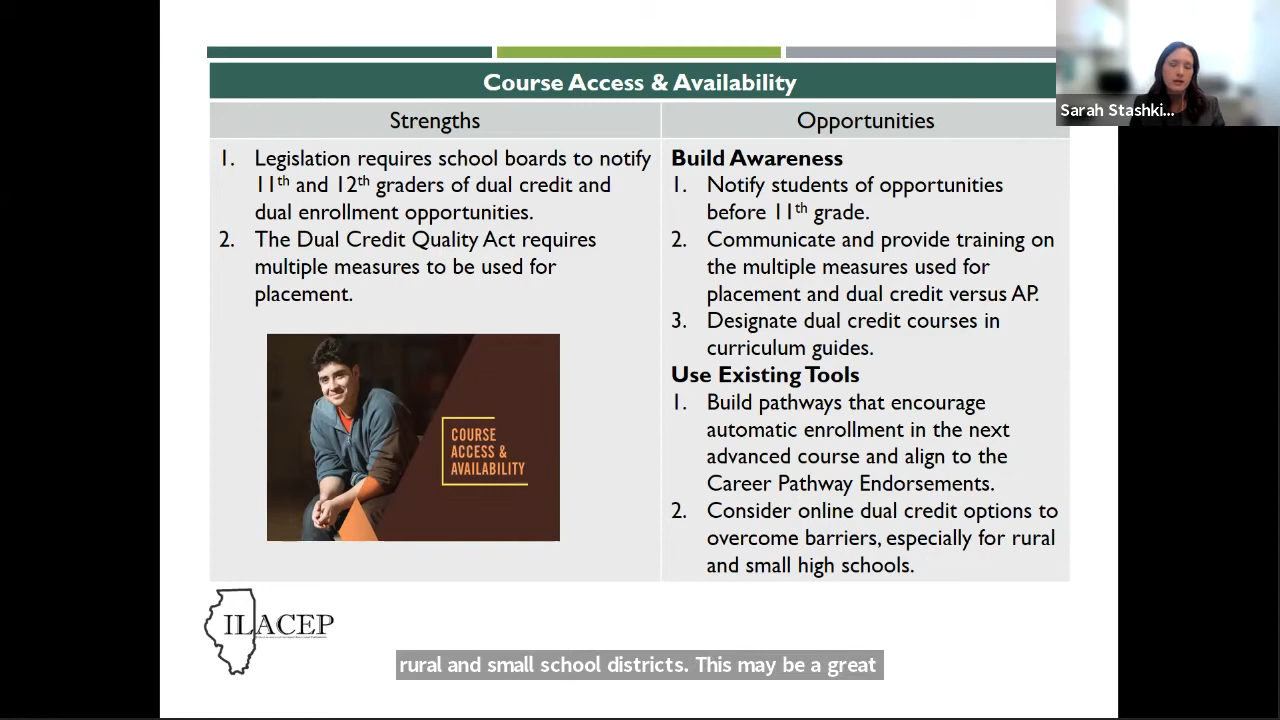 Course Access & Availability
Sarah Stashki...
Strengths
Opportunities
1. Legislation requires school boards to notify
11th and 12th graders of dual credit and
dual enrollment opportunities.
2. The Dual Credit Quality Act requires
multiple measures to be used for
placement.
COURSE
ACCESS &
AVAILABILITY
Build Awareness
1. Notify students of opportunities
before 11th grade.
2. Communicate and provide training on
the multiple measures used for
placement and dual credit versus AP.
3. Designate dual credit courses in
curriculum guides.
Use Existing Tools
1. Build pathways that encourage
automatic enrollment in the next
advanced course and align to the
Career Pathway Endorsements.
2. Consider online dual credit options to
overcome barriers, especially for rural
and small high schools.
ILACEP
rural and small school districts. This may be a great